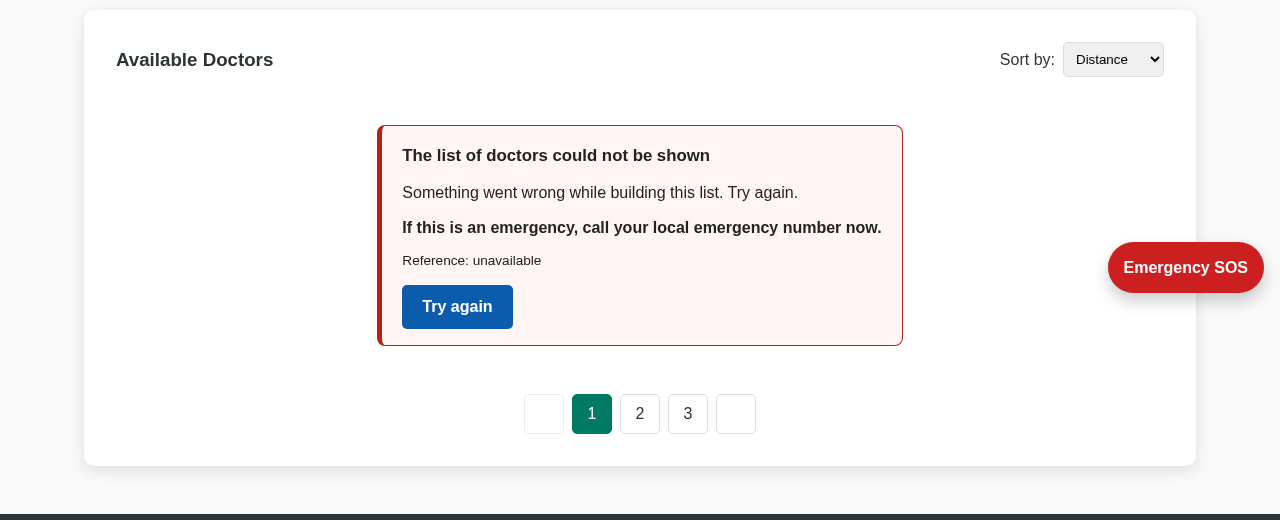 Available Doctors
Sort by: Distance
The list of doctors could not be shown
Something went wrong while building this list. Try again.
If this is an emergency, call your local emergency number now.
Reference: unavailable
Emergency SOS
Try again
1 2 3